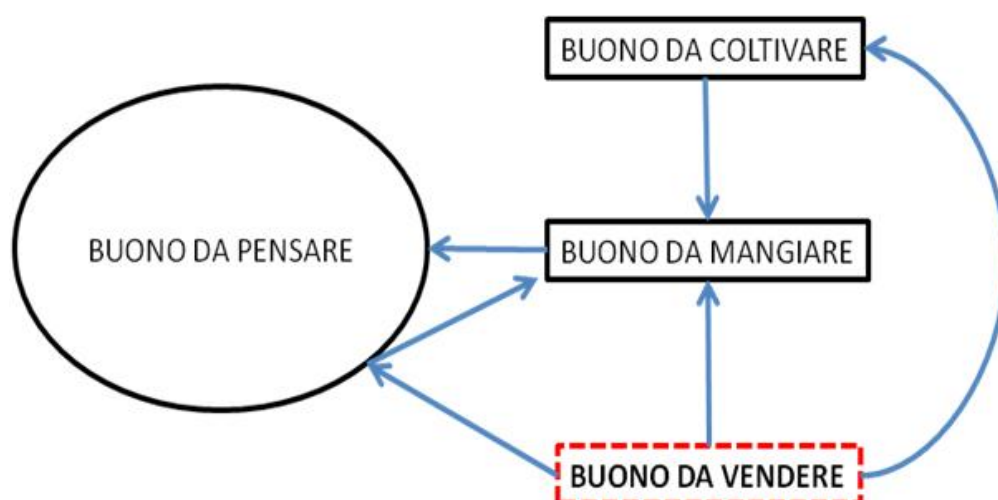 BUONO DA COLTIVARE
BUONO DA PENSARE
BUONO DA MANGIARE
BUONO DA VENDERE